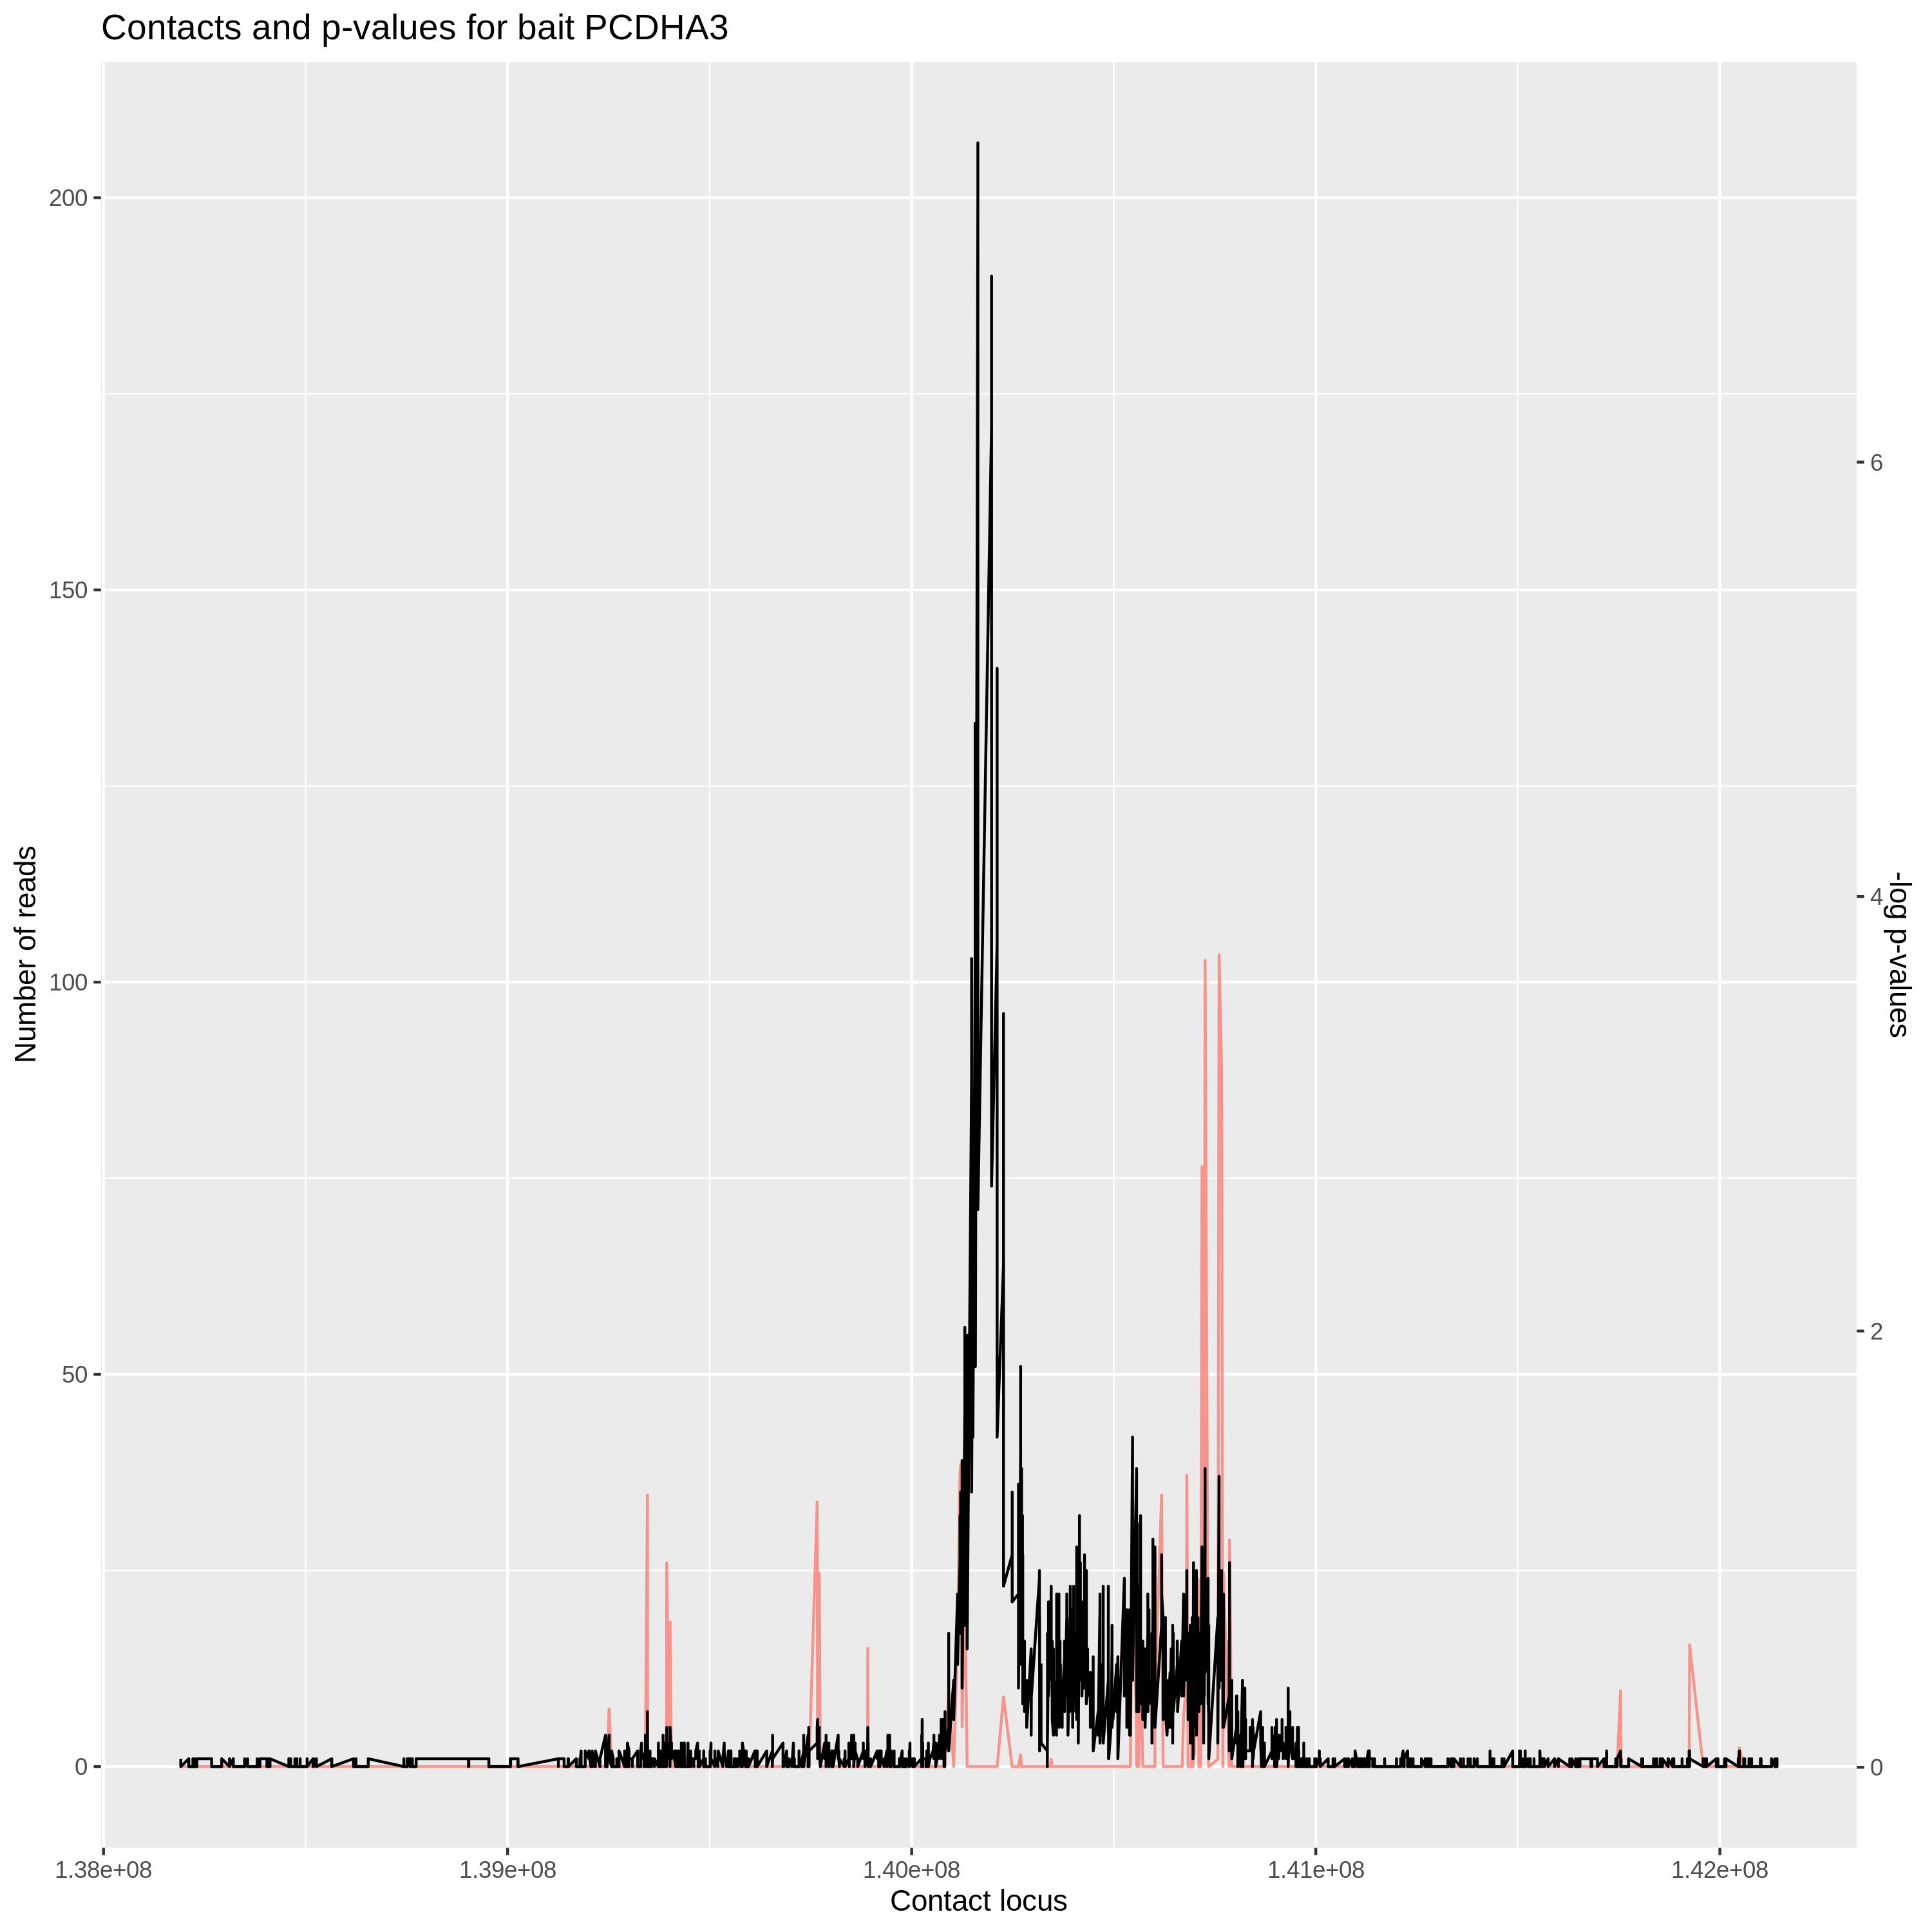 Contacts and p-values for bait PCDHA3
200
150
100
50
0
Number of reads
6
4
2
0
-log p-values
1.38e+08
1.39e+08
1.40e+08
1.41e+08
1.42e+08
Contact locus